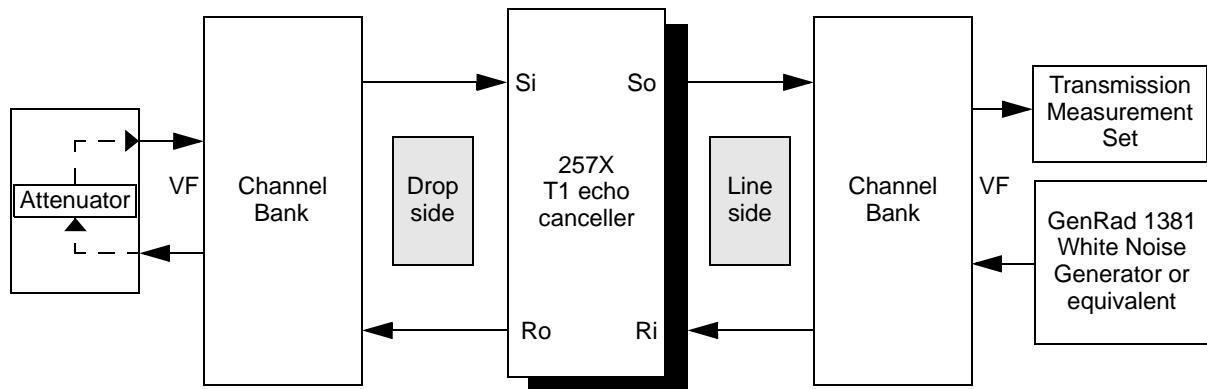 Attenuator
VF
Channel
Bank
Drop
side
Si
So
257X
T1 echo
canceller
Ro
Ri
Line
side
Channel
Bank
VF
Transmission
Measurement
Set
GenRad 1381
White Noise
Generator or
equivalent